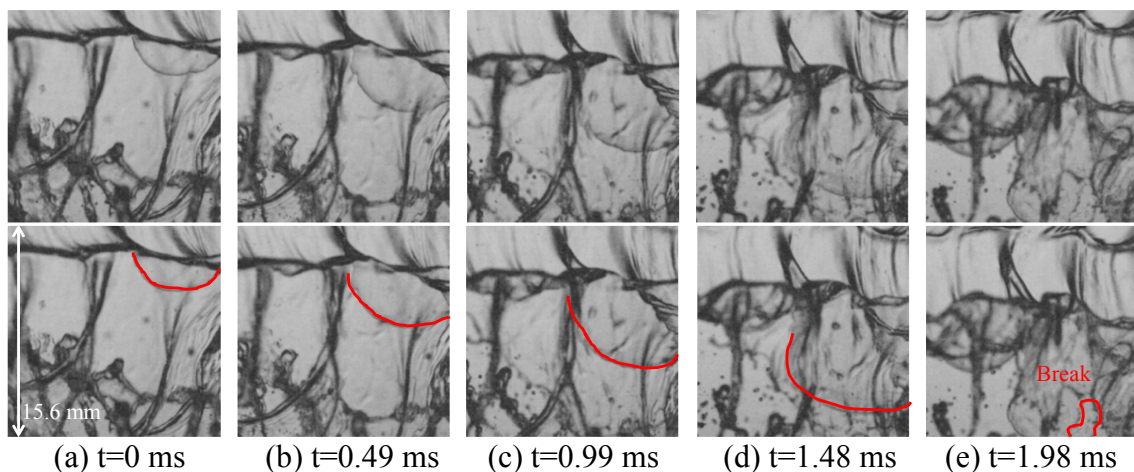 15.6 mm
Break
(a) t=0 ms
(b) t=0.49 ms
(c) t=0.99 ms
(d) t=1.48 ms
(e) t=1.98 ms